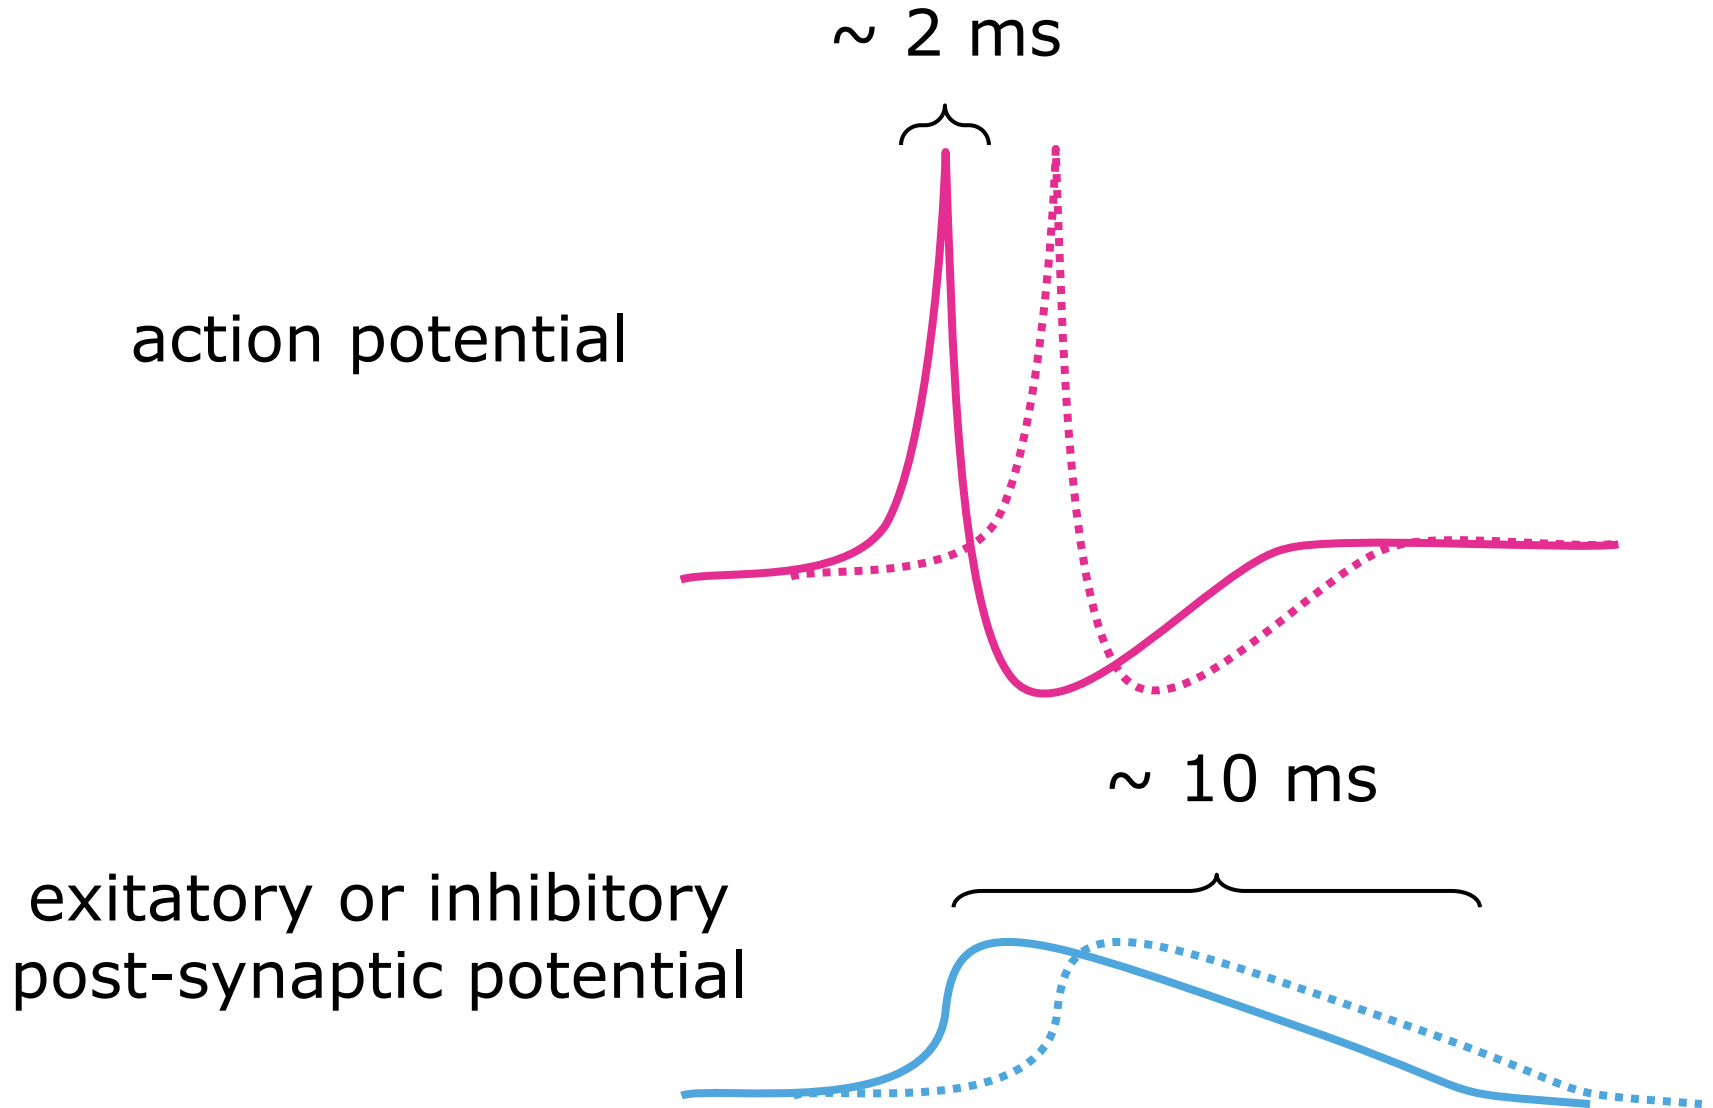 ~ 2 ms
action potential
~ 10 ms
exitatory or inhibitory
post-synaptic potential